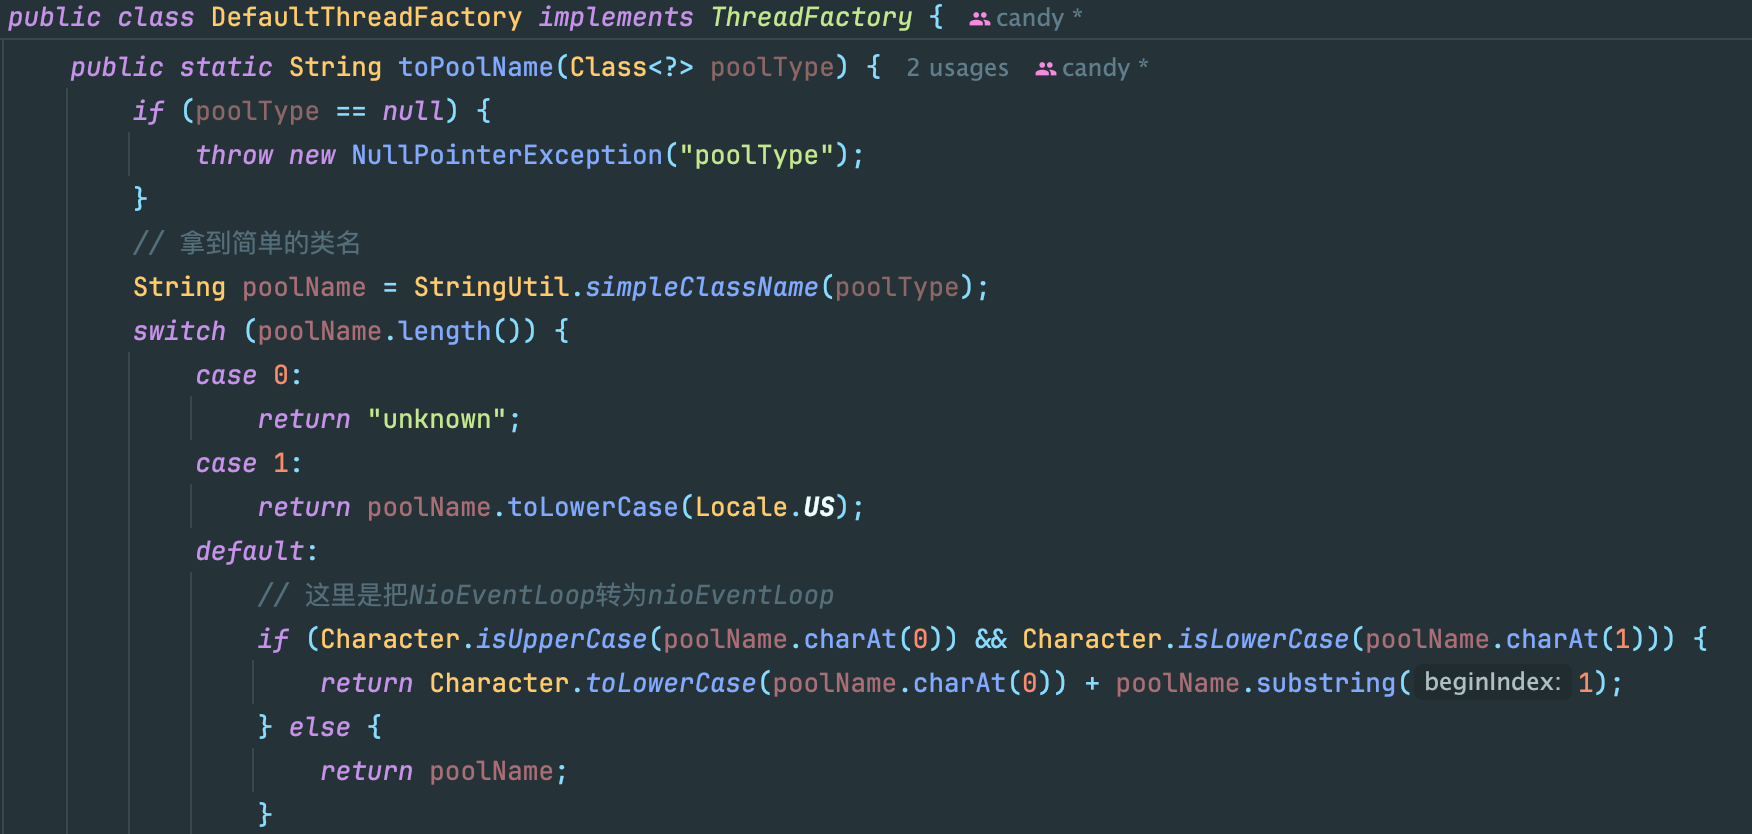 public class DefaultThreadFactory implements ThreadFactory { candy *
public static String toPoolName(Class<?> poolType) { 2 usages candy *
if (poolType == null) {
throw new NullPointerException("poolType");
}
// 拿到简单的类名
String poolName = StringUtil.simpleClassName(poolType);
switch (poolName.length()) {
case 0:
return "unknown";
case 1:
return poolName.toLowerCase(Locale.US);
default:
// 这里是把NioEventLoop转为nioEventLoop
if (Character.isUpperCase(poolName.charAt(0)) && Character.isLowerCase(poolName.charAt(1))) {
return Character.toLowerCase(poolName.charAt(0)) + poolName.substring( beginIndex: 1);
} else {
return poolName;
}